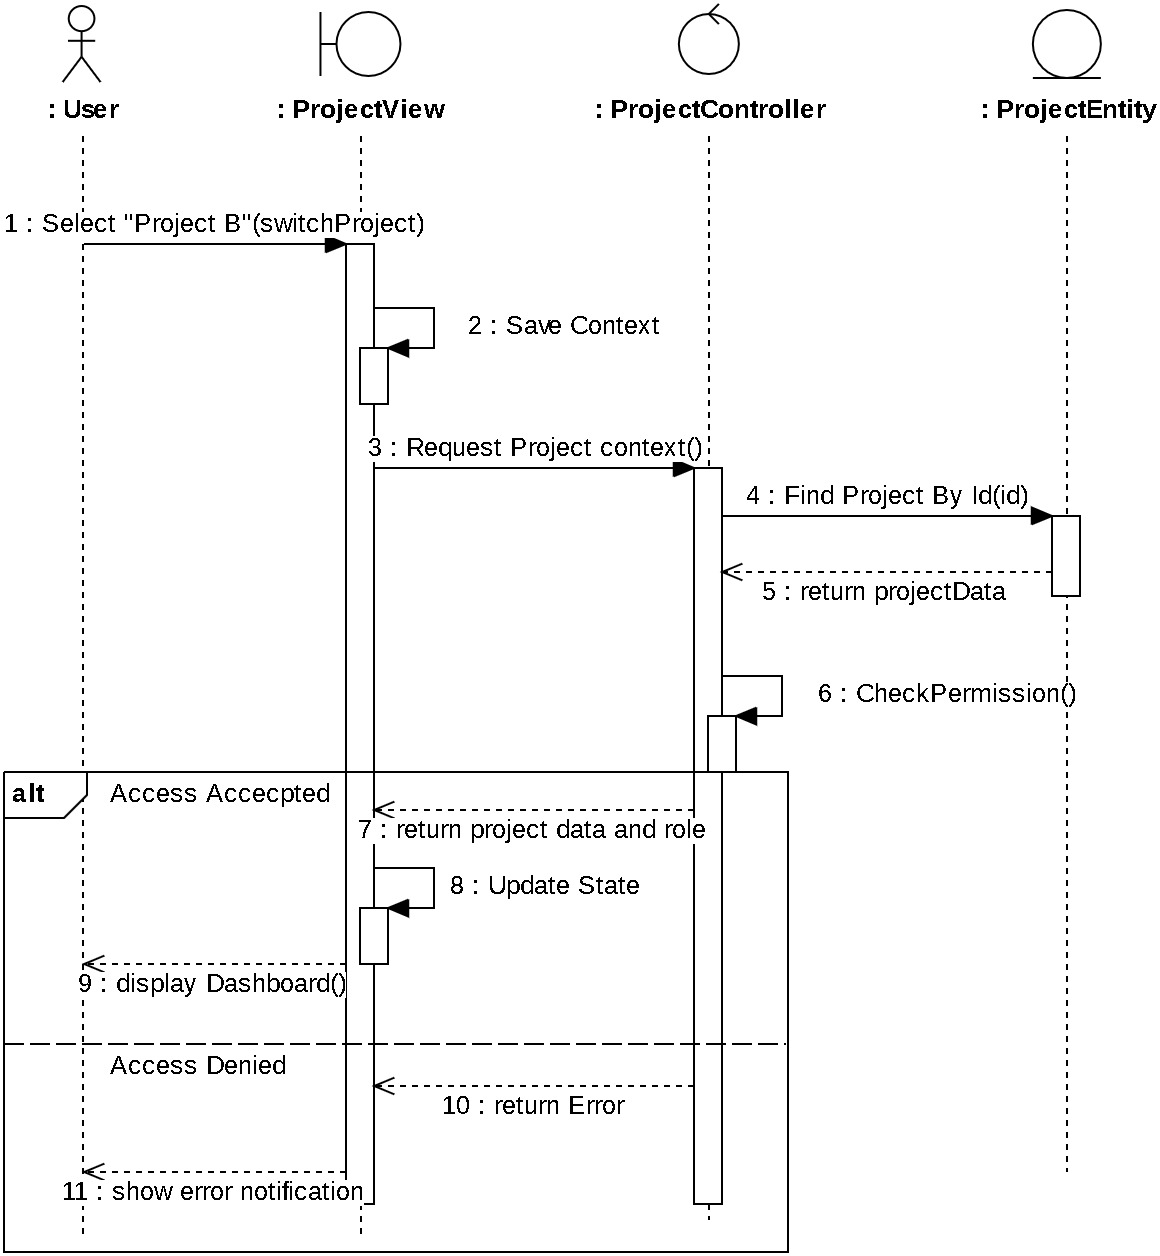 : User
: ProjectView
: ProjectController
: ProjectEntity
1 : Select "Project B"(switchProject)
2 : Save Context
3 : Request Project context()
4 : Find Project By Id(id)
5 : return projectData
6 : CheckPermission()
alt
Access Accecpted
7 : return project data and role
8 : Update State
9 : display Dashboard()
Access Denied
10 : return Error
11 : show error notification